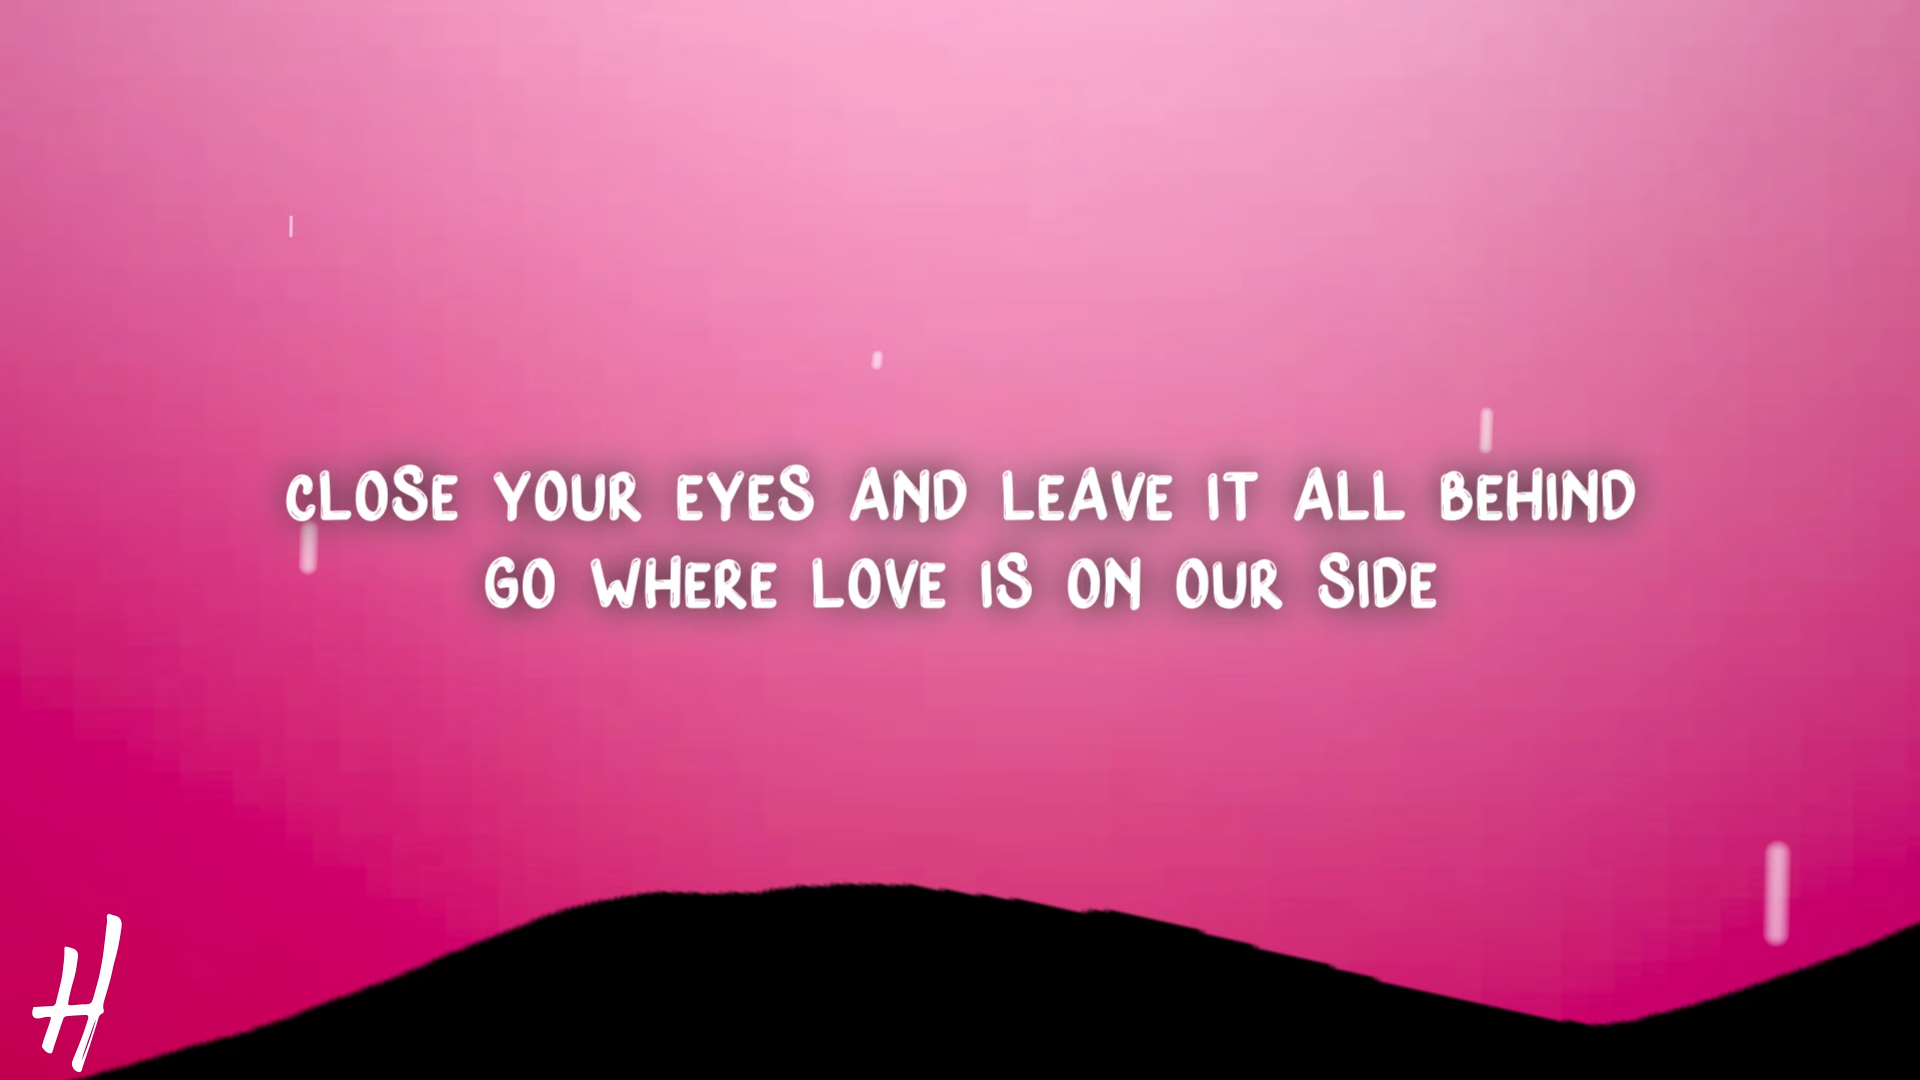 CLOSE YOUR EYES AND LEAVE IT ALL BEHIND
GO WHERE LOVE IS ON OUR SIDE
H